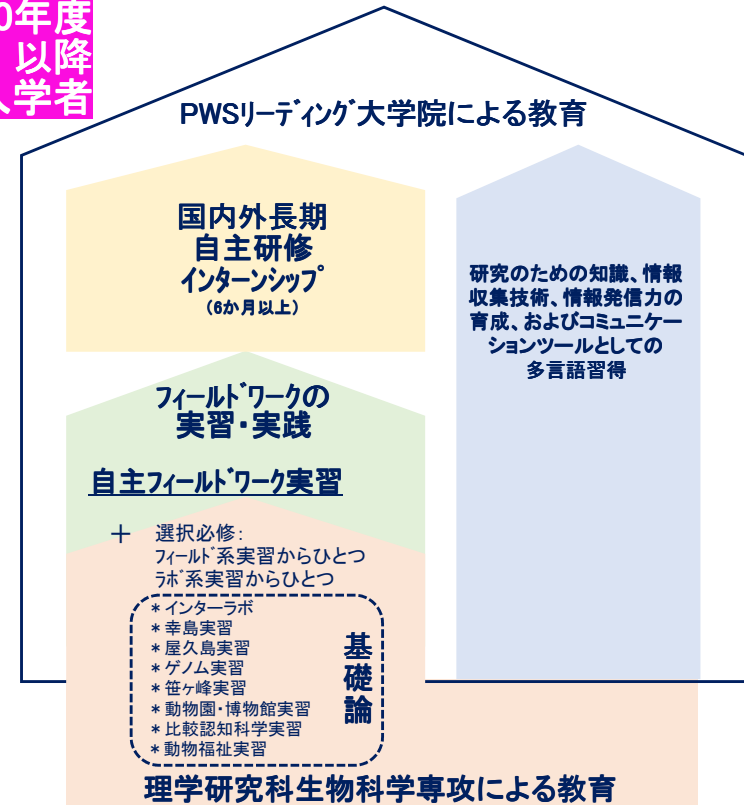 0年度
以降
入学者
PWSﾘｰﾃﾞｨﾝｸﾞ大学院による教育
国内外長期
自主研修
ｲﾝﾀｰﾝｼｯﾌﾟ
（6か月以上）
研究のための知識、情報
収集技術、情報発信力の
育成、およびｺﾐｭﾆｹｰ
ｼｮﾝﾂｰﾙとしての
多言語習得
ﾌｨｰﾙﾄﾞﾜｰｸの
実習・実践
自主ﾌｨｰﾙﾄﾞﾜｰｸ実習
＋ 選択必修：
ﾌｨｰﾙﾄﾞ系実習からひとつ
ﾗﾎﾞ系実習からひとつ
＊インターラボ
＊幸島実習
＊屋久島実習
＊ゲノム実習
＊笹ヶ峰実習
＊動物園・博物館実習
＊比較認知科学実習
＊動物福祉実習
基礎論
理学研究科生物科学専攻による教育